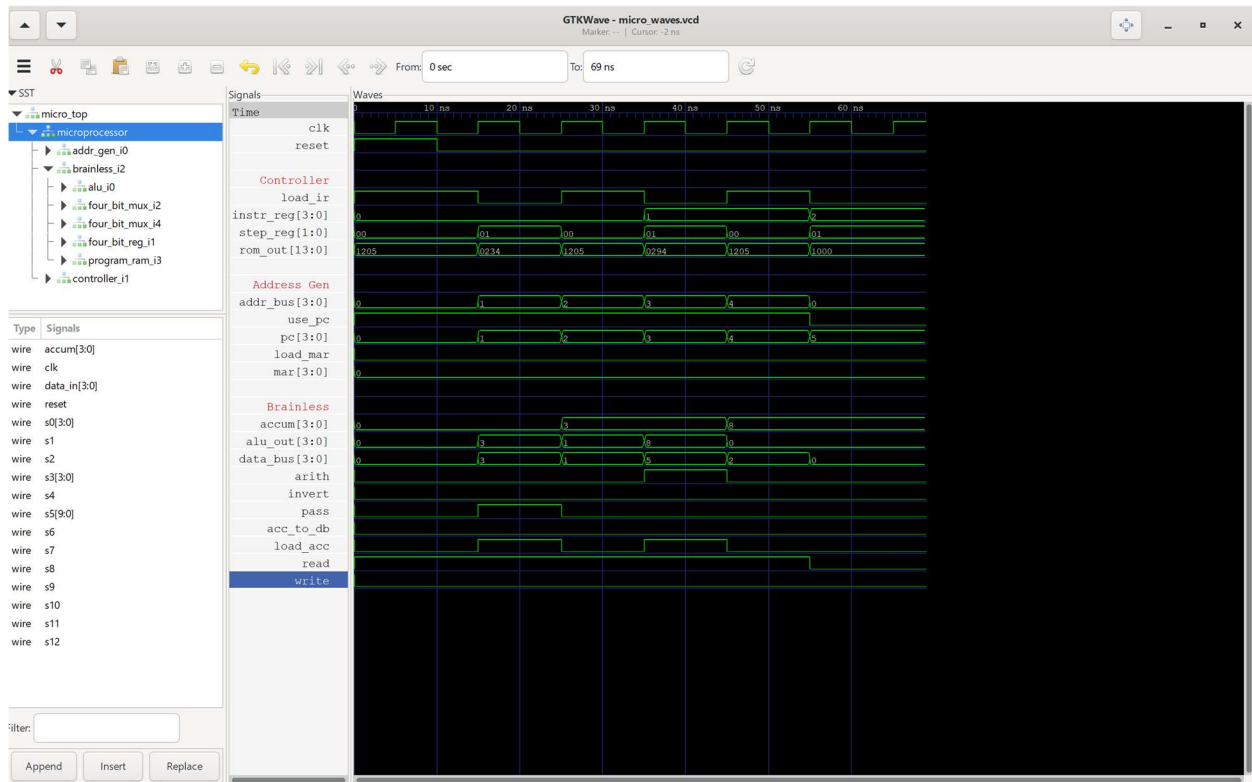 GTKWave - micro_waves.vcd
Marker: -- | Cursor: -2 ns
From: 0 sec To: 69 ns
SST
micro_top
microprocessor
addr_gen_i0
brainless_i2
alu_i0
four_bit_mux_i2
four_bit_mux_i4
four_bit_reg_i1
program_ram_i3
controller_i1
Type Signals
wire accum[3:0]
wire clk
wire data_in[3:0]
wire reset
wire s0[3:0]
wire s1
wire s2
wire s3[3:0]
wire s4
wire s5[9:0]
wire s6
wire s7
wire s8
wire s9
wire s10
wire s11
wire s12
Filter:
Append Insert Replace
Signals
Waves
Time 0 10 ns 20 ns 30 ns 40 ns 50 ns 60 ns
clk
reset
Controller
load_ir
instr_reg[3:0] 0 1 2
step_reg[1:0] 00 01 00 01 00 01
rom_out[13:0] 1205 0234 1205 0294 1205 1000
Address Gen
addr_bus[3:0] 0 1 2 3 4 0
use_pc
pc[3:0] 0 1 2 3 4 5
load_mar
mar[3:0] 0
Brainless
accum[3:0] 0 3 8
alu_out[3:0] 0 3 1 8 0
data_bus[3:0] 0 3 1 5 2 0
arith
invert
pass
acc_to_db
load_acc
read
write